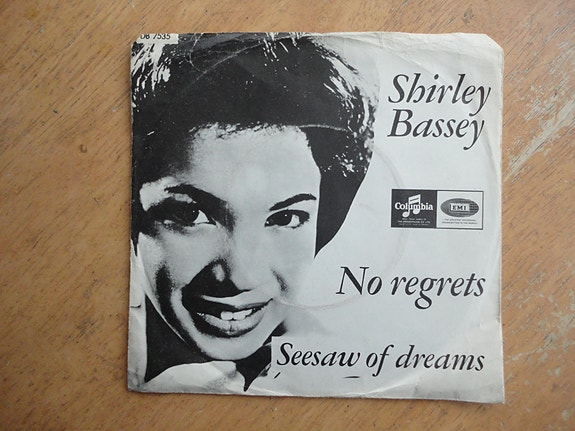 DB 7535
Shirley
Bassey
Columbia
EMI
No regrets
Seesaw of dreams